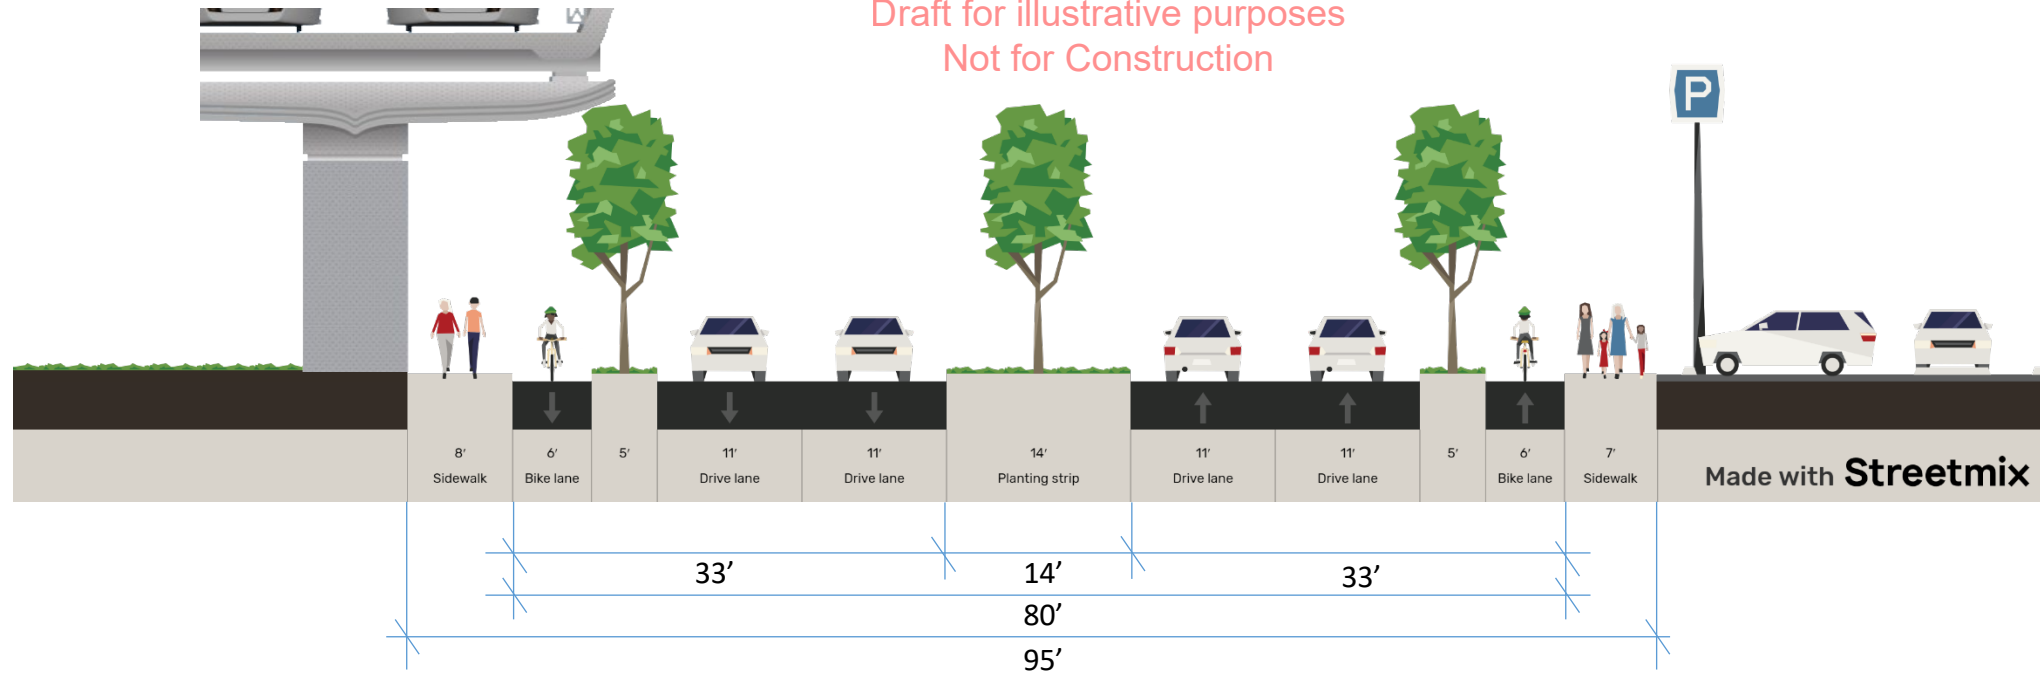 Draft for illustrative purposes
Not for Construction
P
8' 6' 5' 11' 11' 14' 11' 11' 5' 6' 7'
Sidewalk Bike lane Drive lane Drive lane Planting strip Drive lane Drive lane Bike lane Sidewalk
Made with Streetmix
33’ 14’ 33’
80’
95’